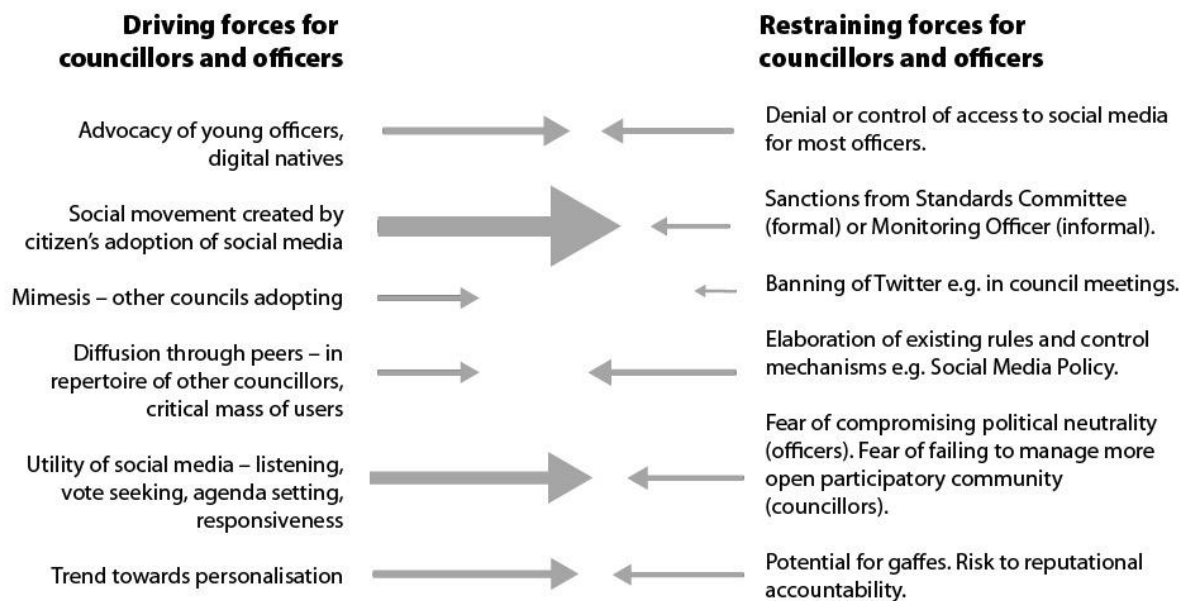 Driving forces for
councillors and officers
Restraining forces for
councillors and officers
Advocacy of young officers,
digital natives
Denial or control of access to social media
for most officers.
Social movement created by
citizen's adoption of social media
Sanctions from Standards Committee
(formal) or Monitoring Officer (informal).
Mimesis – other councils adopting
Banning of Twitter e.g. in council meetings.
Diffusion through peers – in
repertoire of other councillors,
critical mass of users
Elaboration of existing rules and control
mechanisms e.g. Social Media Policy.
Utility of social media – listening,
vote seeking, agenda setting,
responsiveness
Fear of compromising political neutrality
(officers). Fear of failing to manage more
open participatory community
(councillors).
Trend towards personalisation
Potential for gaffes. Risk to reputational
accountability.